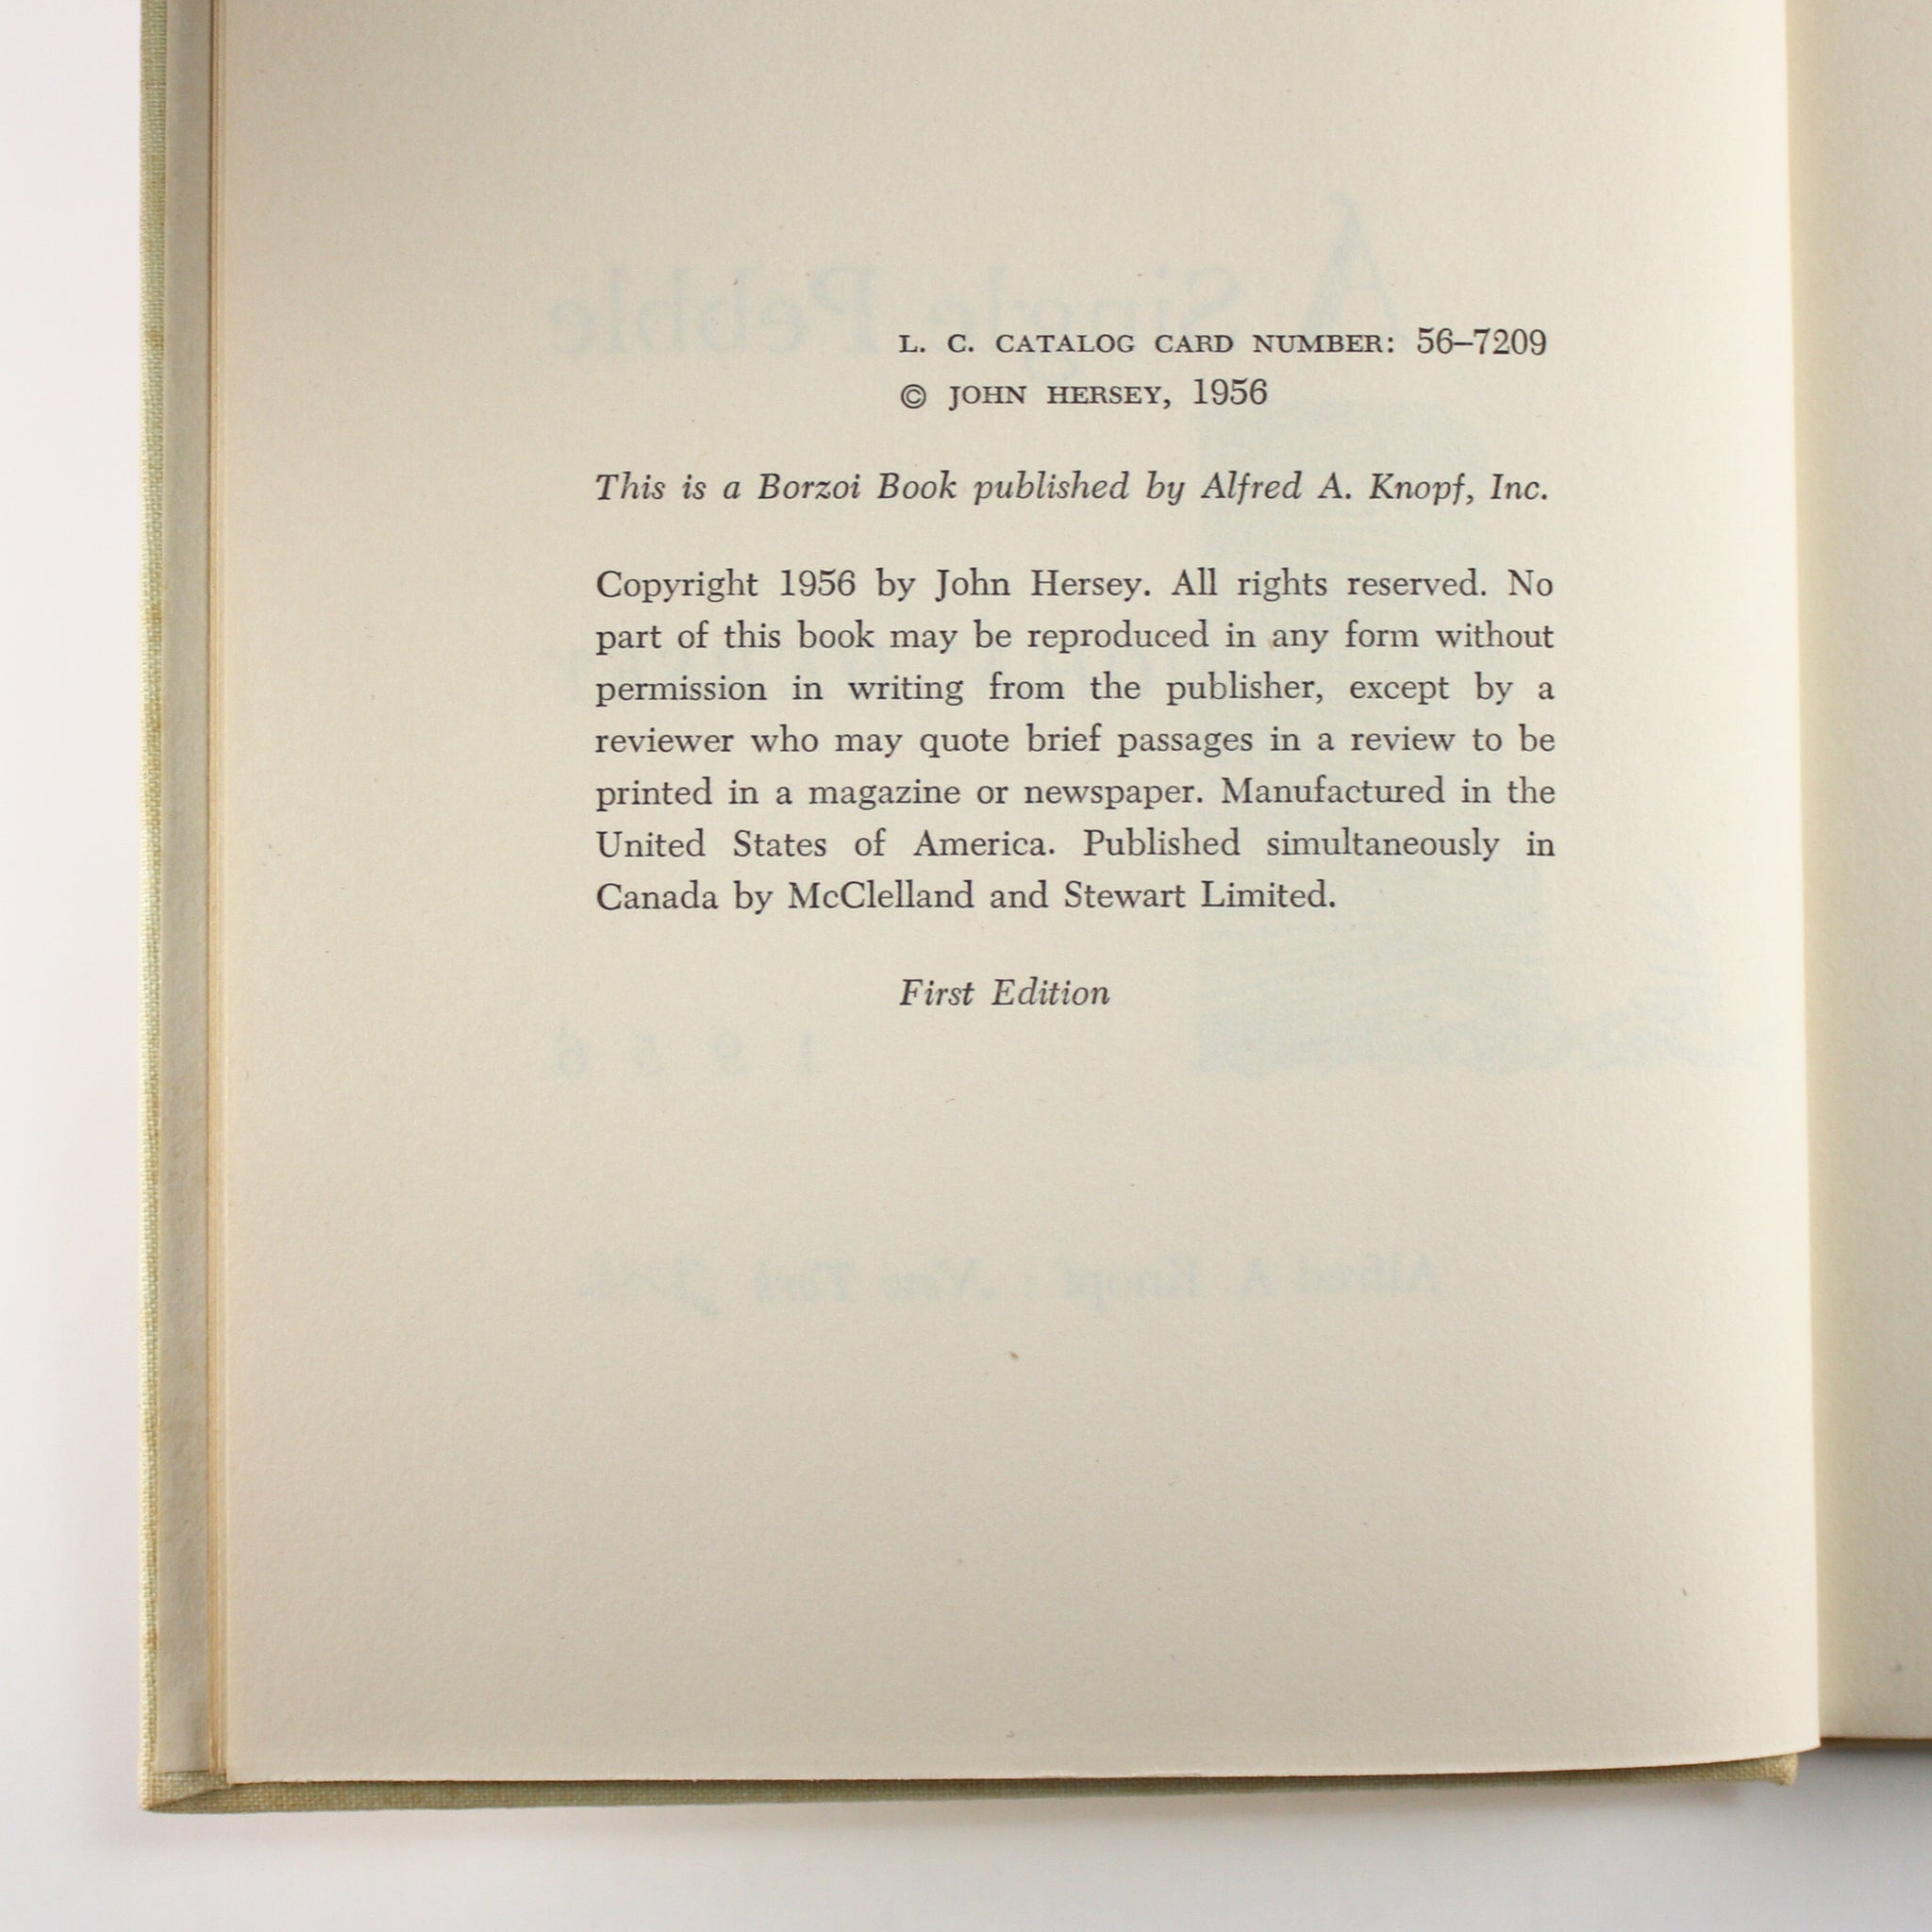 L. C. CATALOG CARD NUMBER: 56–7209
© JOHN HERSEY, 1956
This is a Borzoi Book published by Alfred A. Knopf, Inc.
Copyright 1956 by John Hersey. All rights reserved. No
part of this book may be reproduced in any form without
permission in writing from the publisher, except by a
reviewer who may quote brief passages in a review to be
printed in a magazine or newspaper. Manufactured in the
United States of America. Published simultaneously in
Canada by McClelland and Stewart Limited.
First Edition